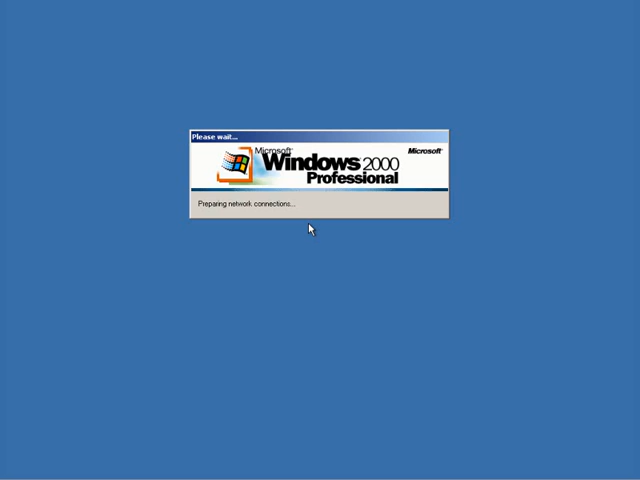 Please wait...
Microsoft
Microsoft
Windows 2000
Professional
Preparing network connections...